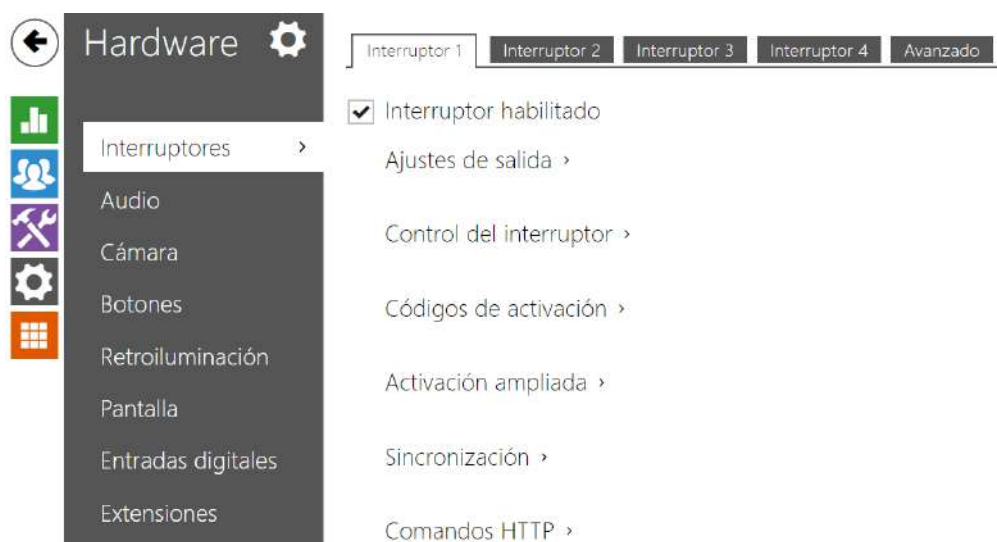 Hardware
Interruptores
Audio
Cámara
Botones
Retroiluminación
Pantalla
Entradas digitales
Extensiones
Interruptor 1 Interruptor 2 Interruptor 3 Interruptor 4 Avanzado
Interruptor habilitado
Ajustes de salida
Control del interruptor
Códigos de activación
Activación ampliada
Sincronización
Comandos HTTP